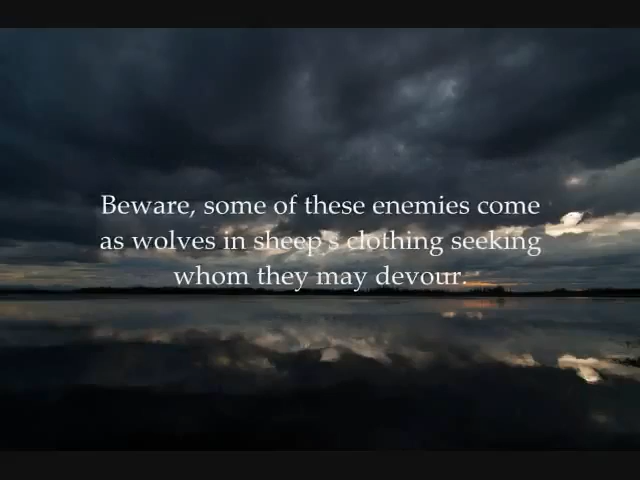 Beware, some of these enemies come
as wolves in sheep's clothing seeking
whom they may devour.